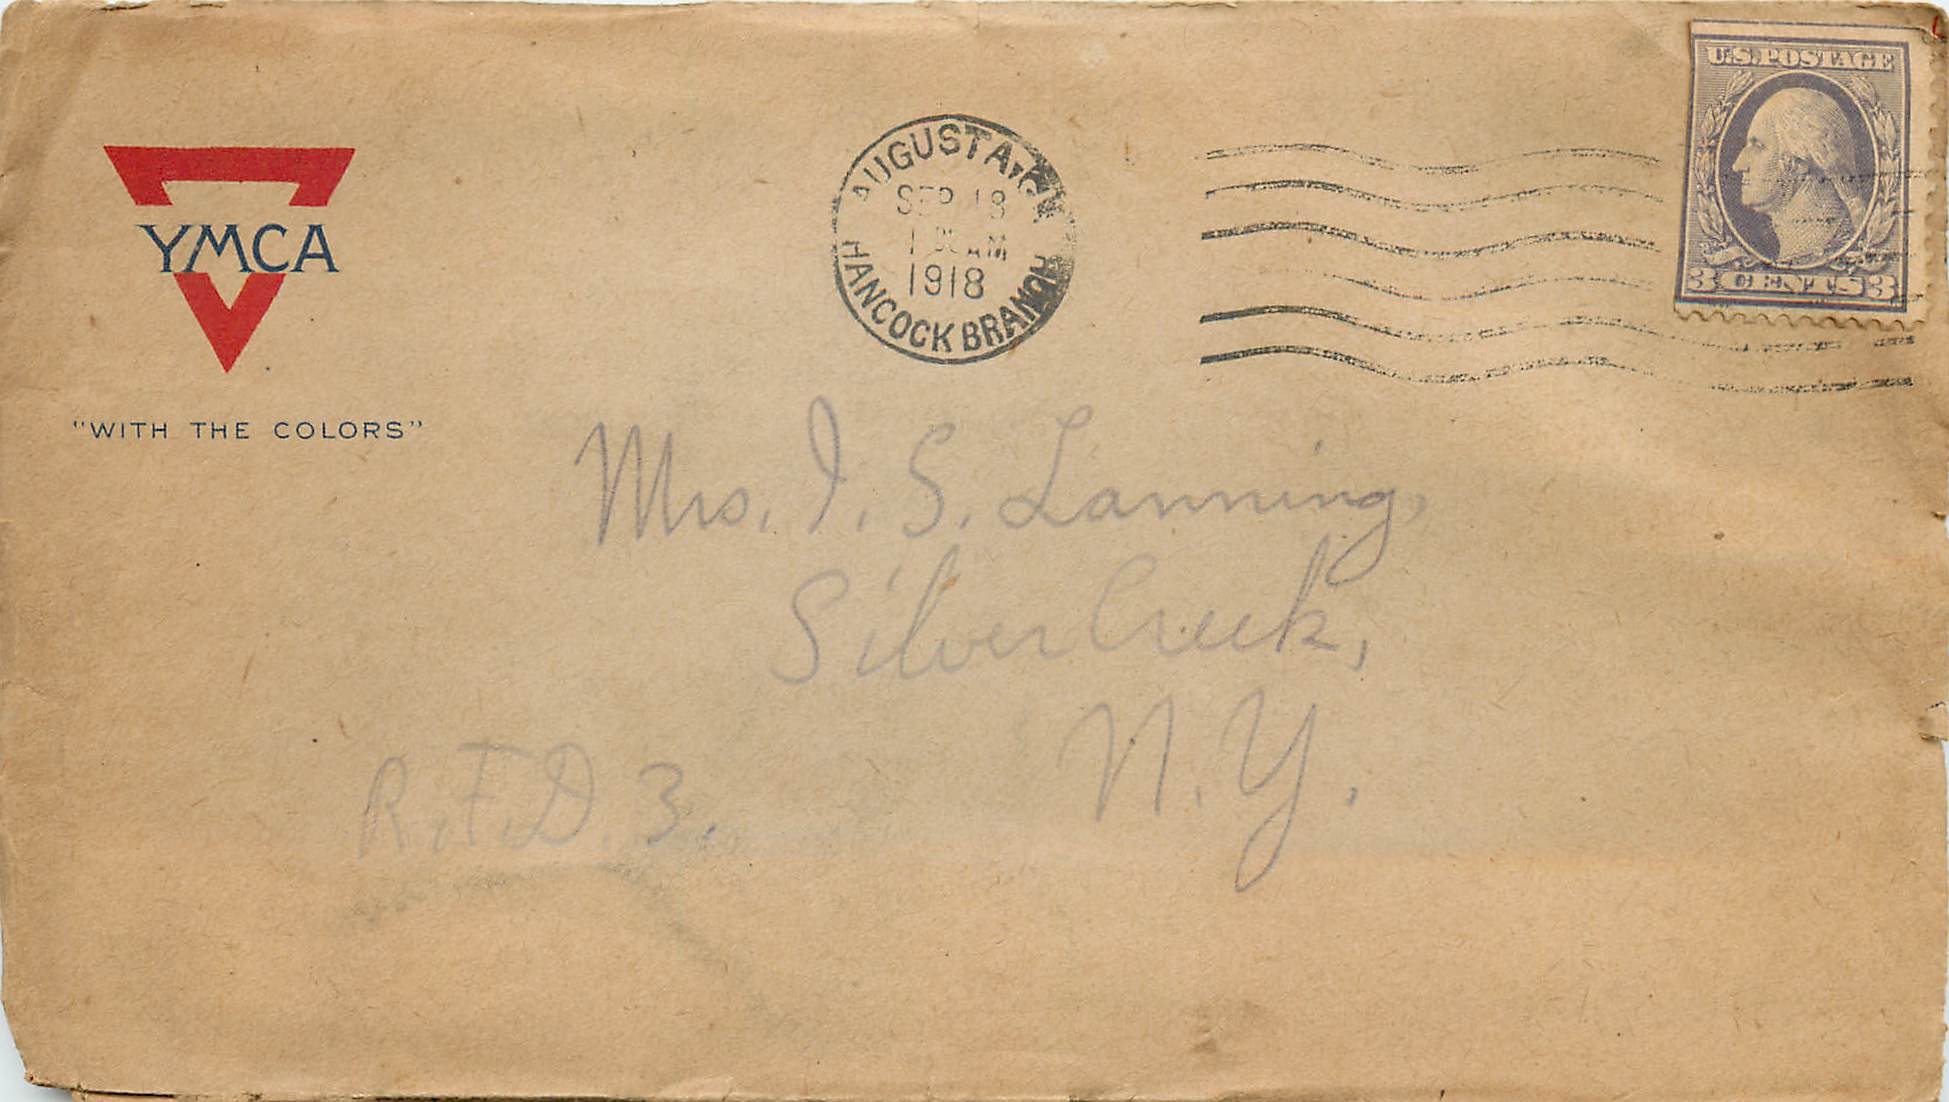 YMCA
"WITH THE COLORS"
AUGUSTA,
SEP 18
AM
1918
HANCOCK BRANCH
U.S. POSTAGE
3 CENTS 3
Mrs. I. S. Lanning,
Silver Creek,
N. Y.
R.F.D. 3.